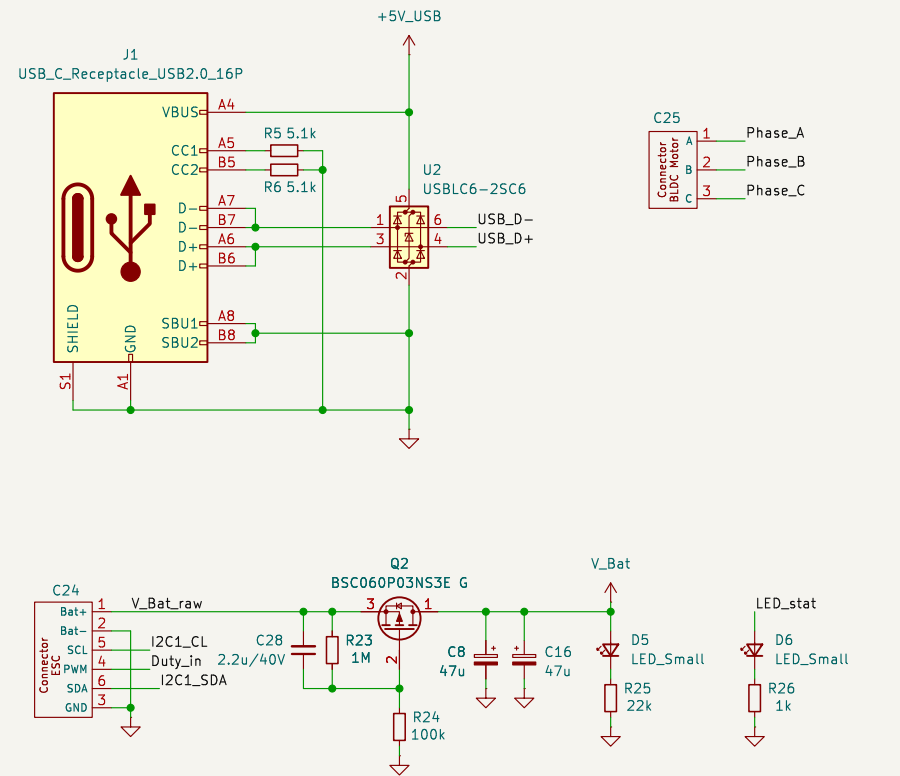 +5V_USB
J1
USB_C_Receptacle_USB2.0_16P
VBUS A4
CC1 A5
CC2 B5
R5 5.1k
R6 5.1k
D- A7
D- B7
D+ A6
D+ B6
SBU1 A8
SBU2 B8
SHIELD
GND
S1
A1
U2
USBLC6-2SC6
5
1
6
3
4
2
USB_D-
USB_D+
C25
Connector
BLDC Motor
A 1 Phase_A
B 2 Phase_B
C 3 Phase_C
C24
Connector
ESC
Bat+ 1
Bat- 2
SCL 5
PWM 4
SDA 6
GND 3
V_Bat_raw
I2C1_CL
Duty_in
I2C1_SDA
C28
2.2u/40V
R23
1M
Q2
BSC060P03NS3E G
3
1
2
R24
100k
C8
47u
C16
47u
V_Bat
D5
LED_Small
R25
22k
LED_stat
D6
LED_Small
R26
1k